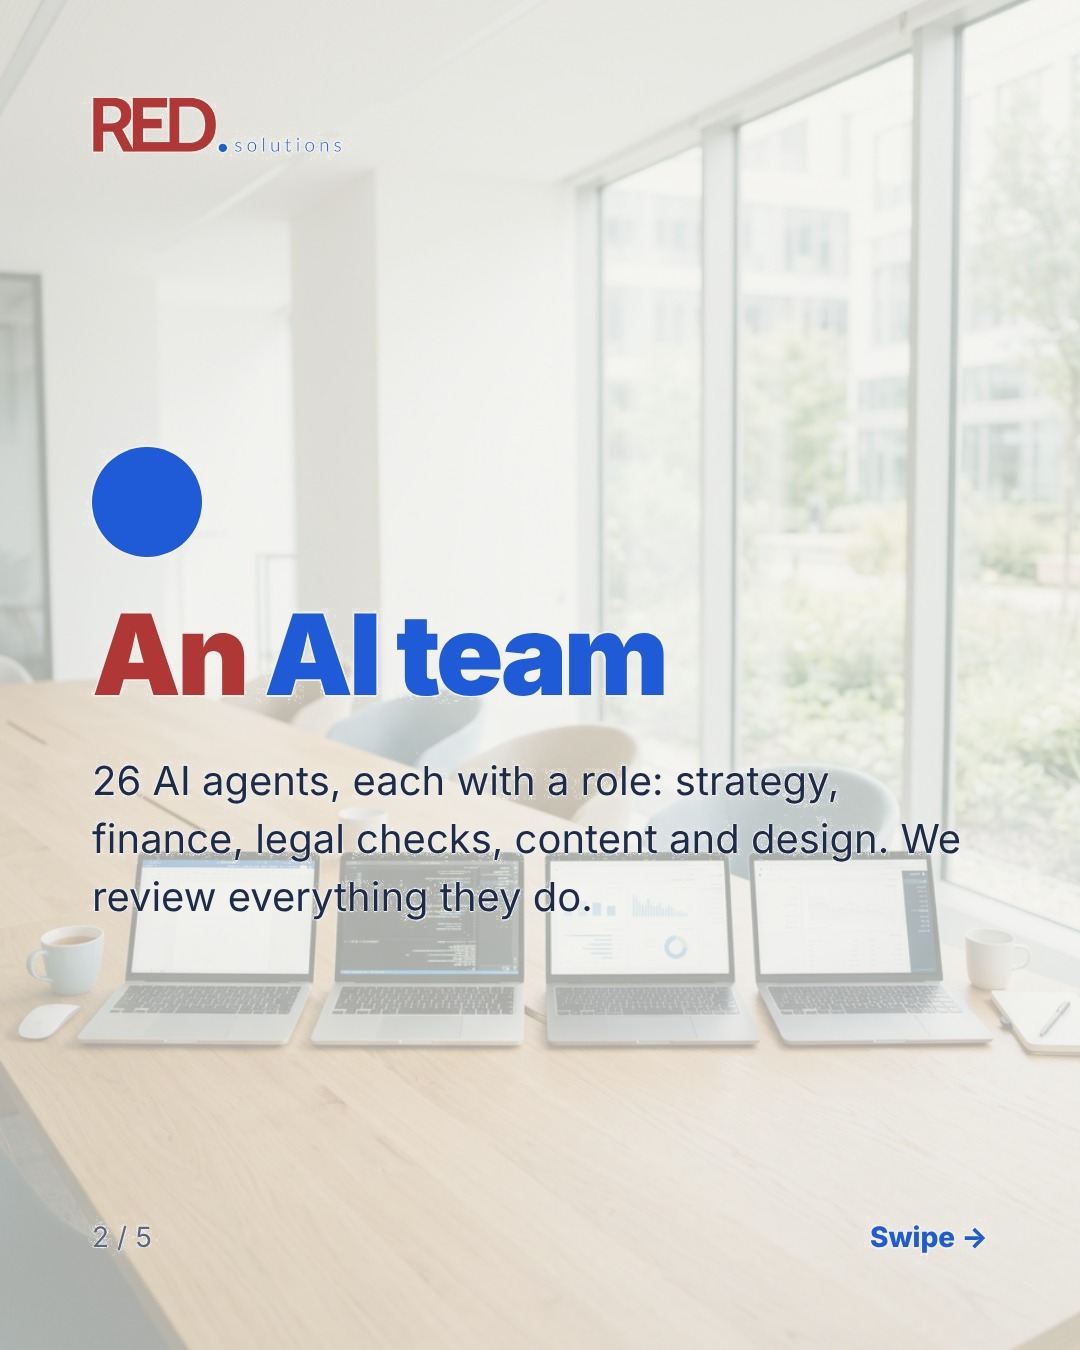 RED.solutions
An AI team
26 AI agents, each with a role: strategy,
finance, legal checks, content and design. We
review everything they do.
2 / 5
Swipe →